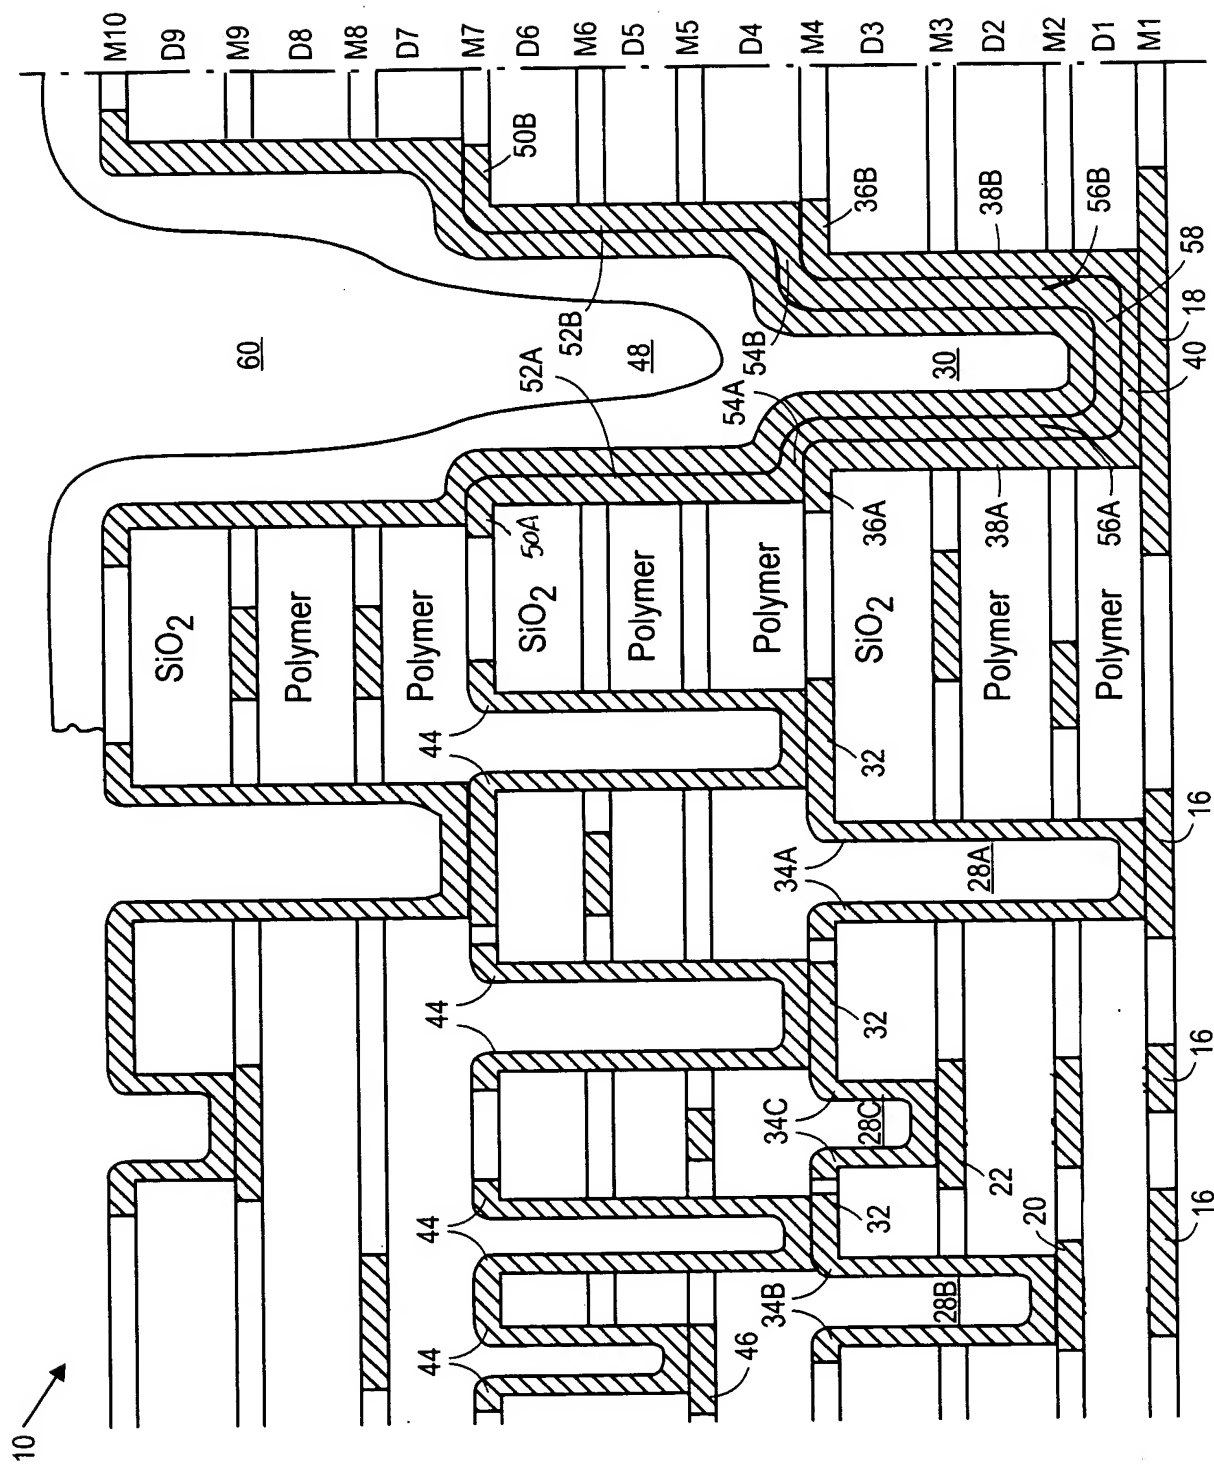 10
M10
D9
M9
D8
M8
D7
M7
D6
M6
D5
M5
D4
M4
D3
M3
D2
M2
D1
M1
60
48
30
SiO2
Polymer
Polymer
SiO2
Polymer
Polymer
SiO2
Polymer
Polymer
50A
50B
52A
52B
54A
54B
36A
36B
38A
38B
56A
56B
58
18
40
44
44
44
44
46
34A
34B
34C
28A
28B
28C
32
32
32
22
20
16
16
16